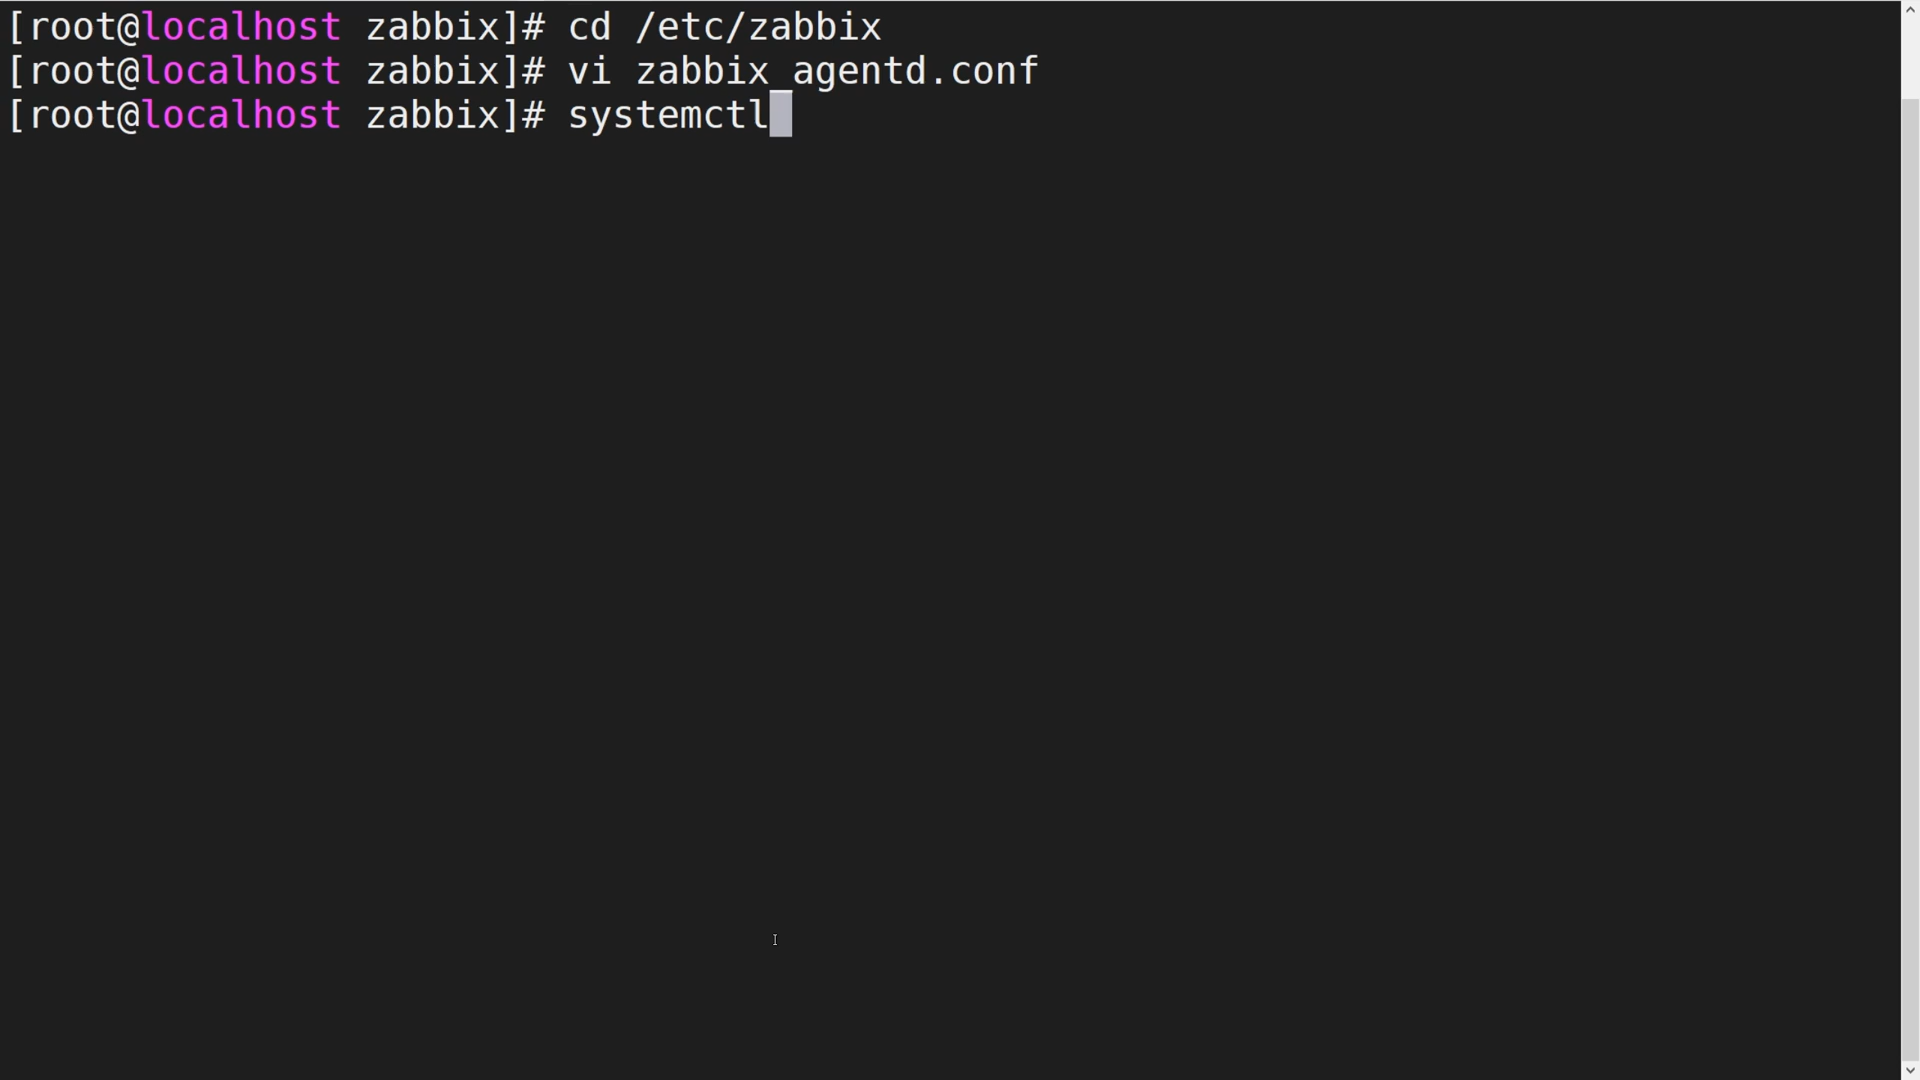 [root@localhost zabbix]# cd /etc/zabbix
[root@localhost zabbix]# vi zabbix_agentd.conf
[root@localhost zabbix]# systemctl